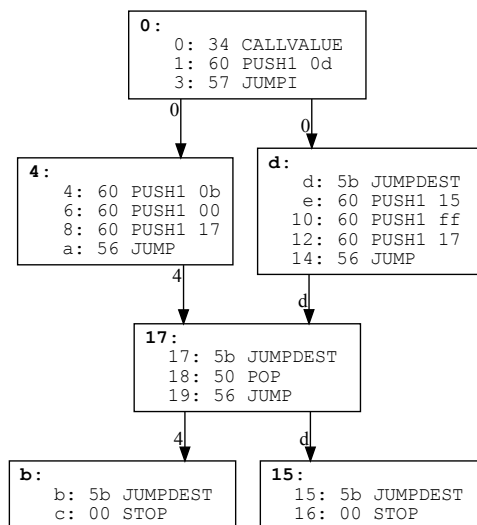 0:
0: 34 CALLVALUE
1: 60 PUSH1 0d
3: 57 JUMPI
0
0
4:
4: 60 PUSH1 0b
6: 60 PUSH1 00
8: 60 PUSH1 17
a: 56 JUMP
d:
d: 5b JUMPDEST
e: 60 PUSH1 15
10: 60 PUSH1 ff
12: 60 PUSH1 17
14: 56 JUMP
4
d
17:
17: 5b JUMPDEST
18: 50 POP
19: 56 JUMP
4
d
b:
b: 5b JUMPDEST
c: 00 STOP
15:
15: 5b JUMPDEST
16: 00 STOP